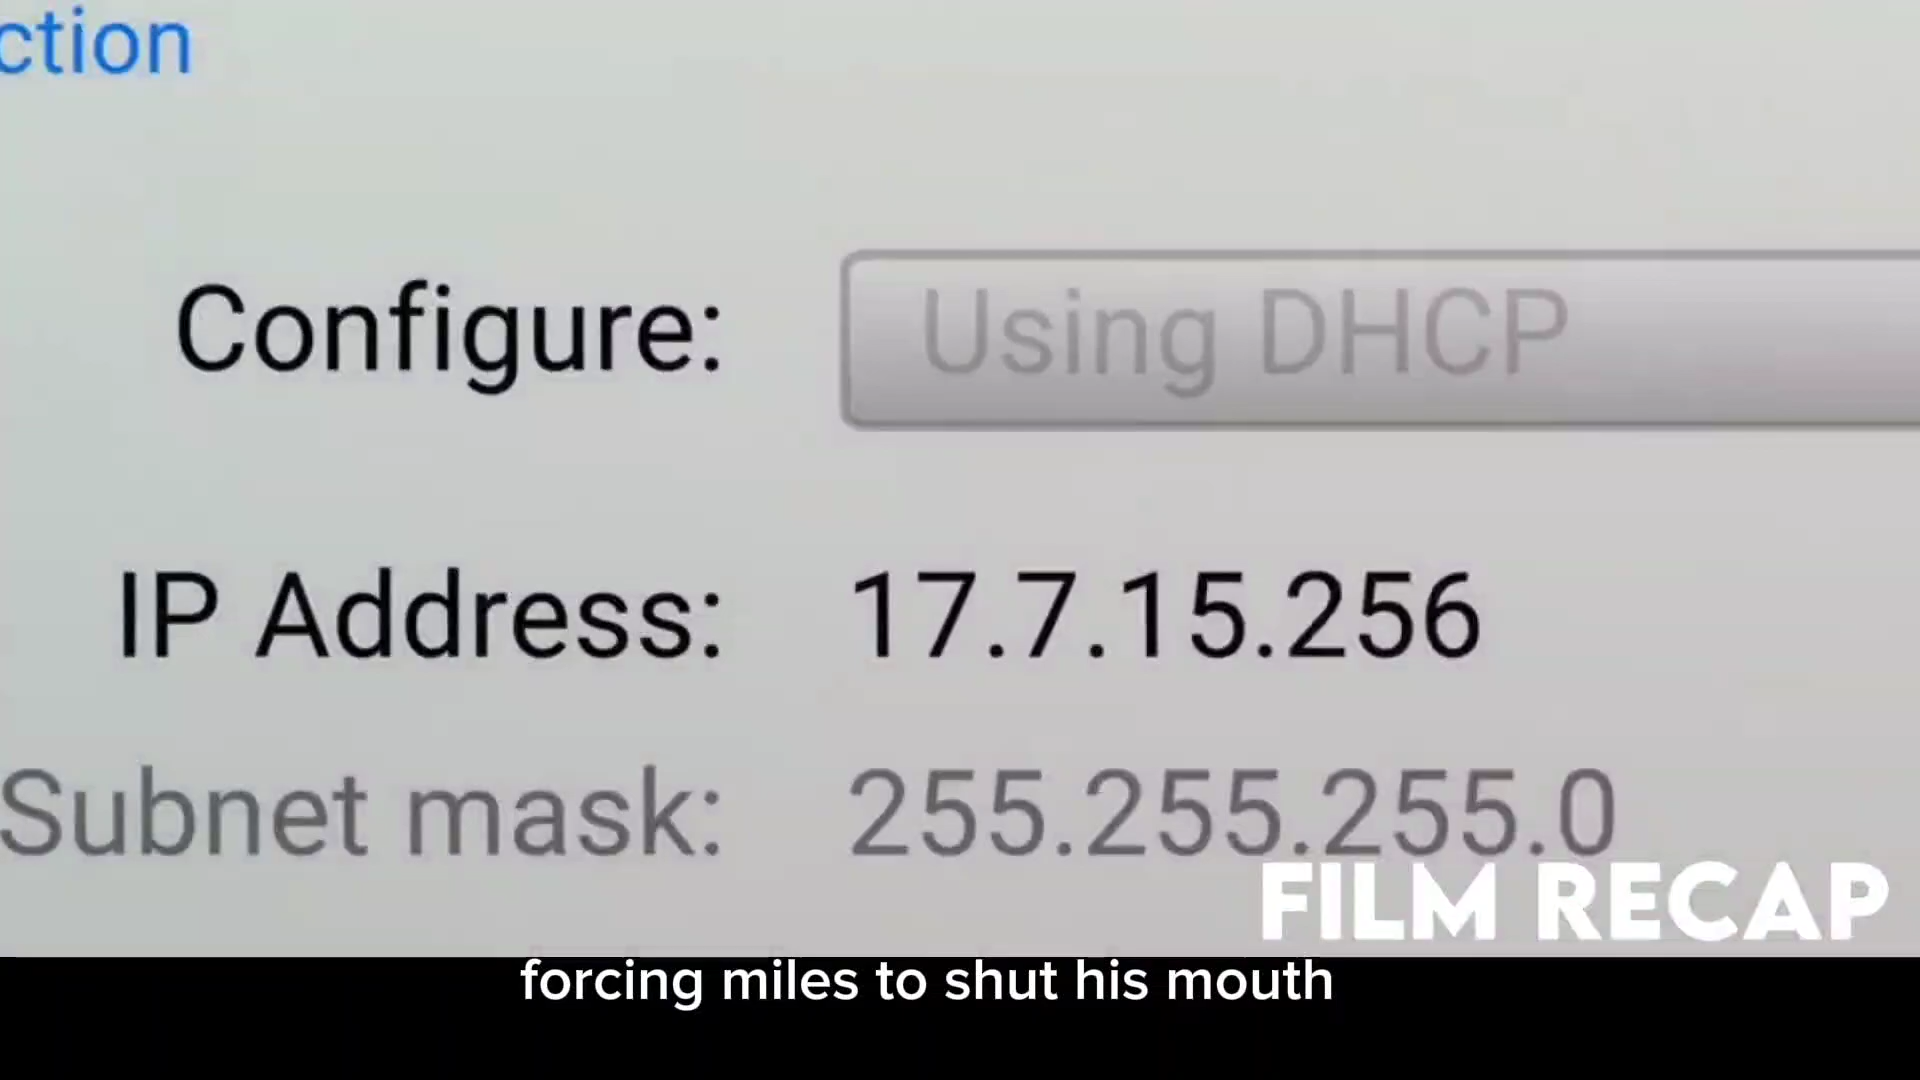 ction
Configure: Using DHCP
IP Address: 17.7.15.256
Subnet mask: 255.255.255.0
FILM RECAP
forcing miles to shut his mouth